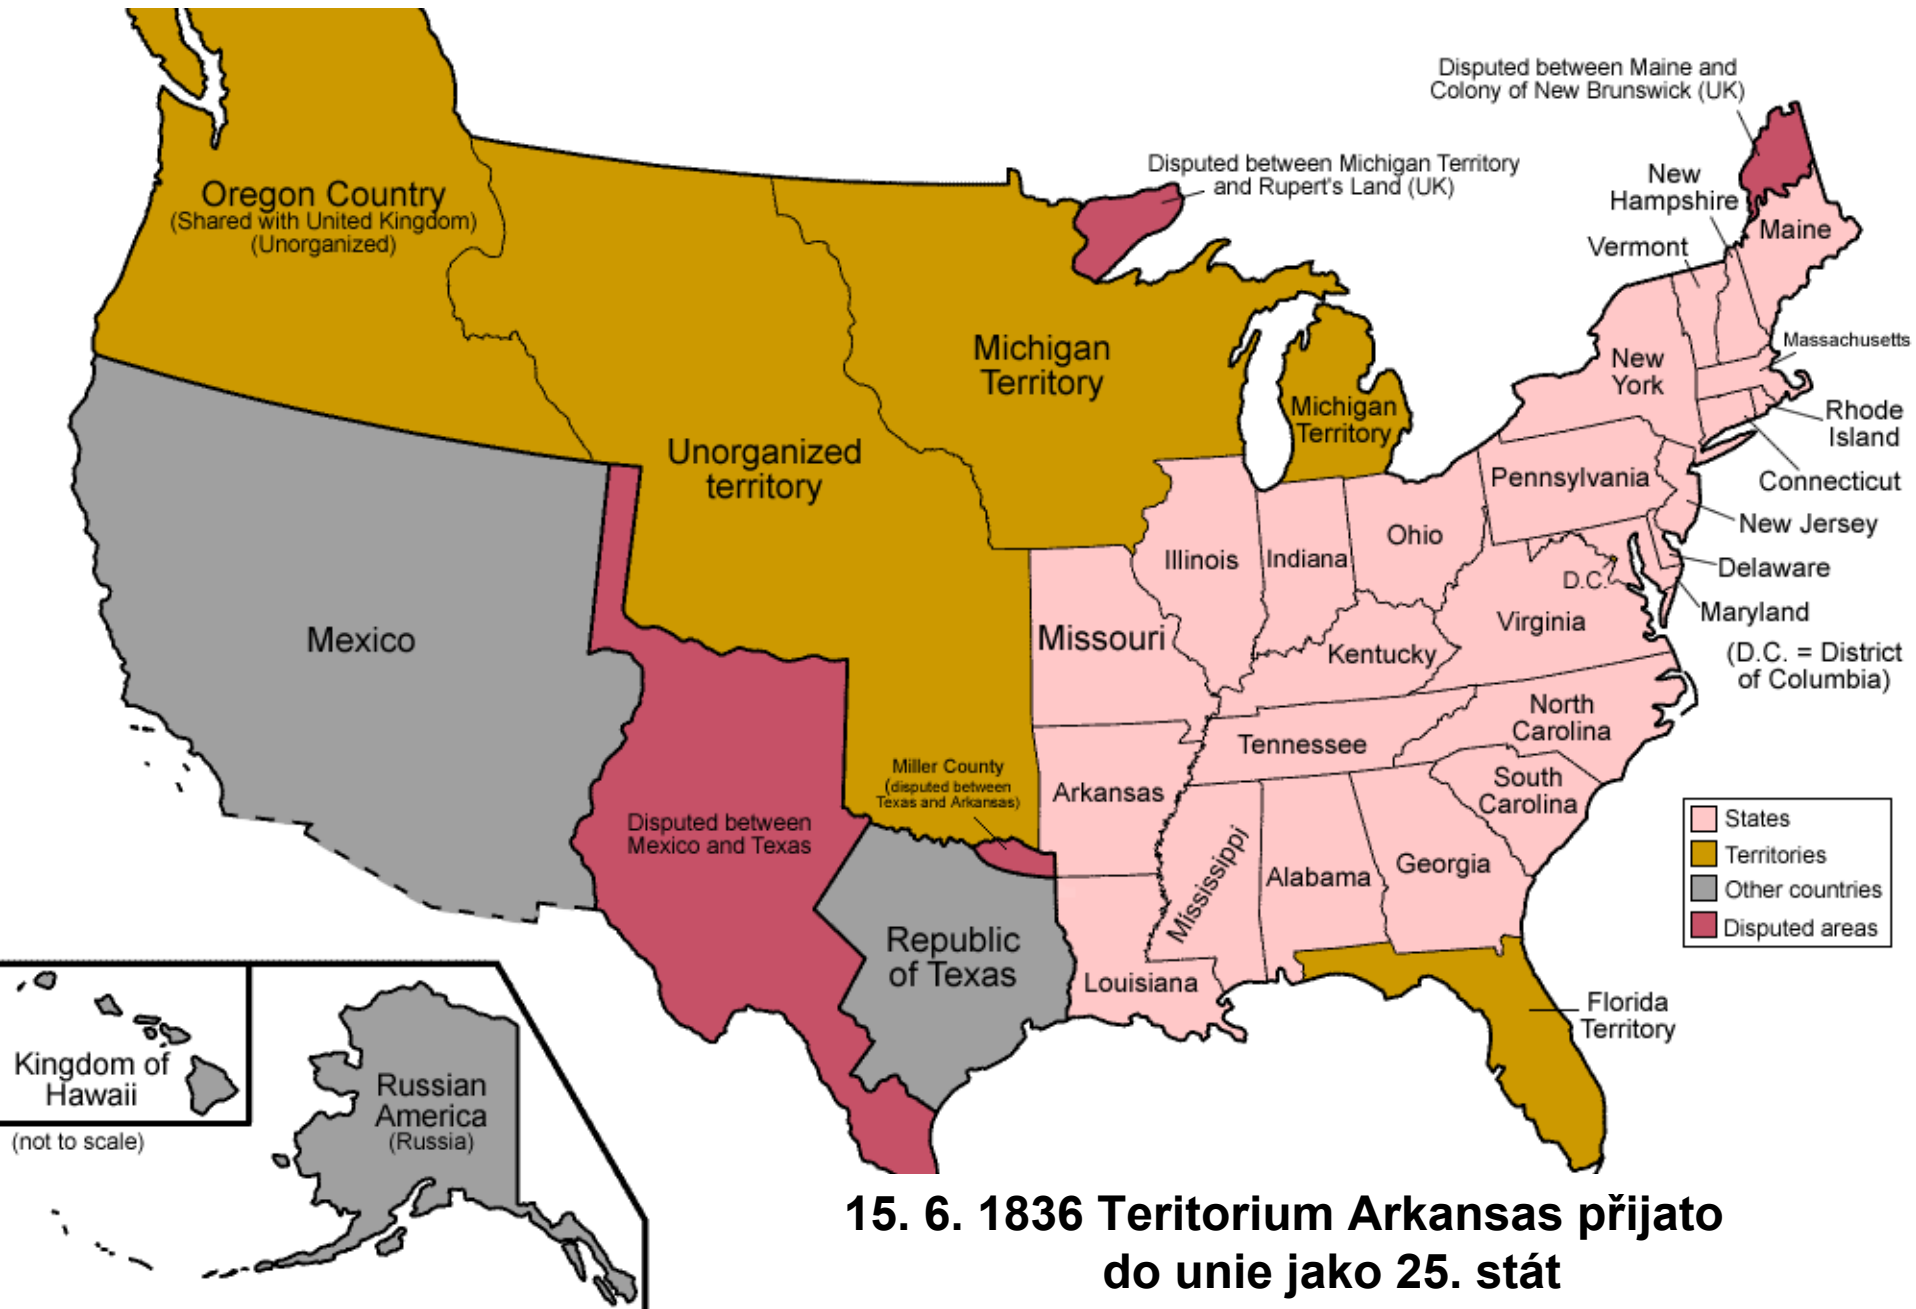 Disputed between Maine and
Colony of New Brunswick (UK)
Disputed between Michigan Territory
and Rupert's Land (UK)
New
Hampshire
Vermont
Maine
Oregon Country
(Shared with United Kingdom)
(Unorganized)
Michigan
Territory
Michigan
Territory
New
York
Massachusetts
Rhode
Island
Connecticut
Unorganized
territory
Pennsylvania
New Jersey
Ohio
Illinois
Indiana
D.C.
Delaware
Maryland
(D.C. = District
of Columbia)
Mexico
Missouri
Virginia
Kentucky
North
Carolina
Tennessee
South
Carolina
Miller County
(disputed between
Texas and Arkansas)
Arkansas
Disputed between
Mexico and Texas
Mississippi
Alabama
Georgia
States
Territories
Other countries
Disputed areas
Republic
of Texas
Louisiana
Florida
Territory
Kingdom of
Hawaii
(not to scale)
Russian
America
(Russia)
15. 6. 1836 Teritorium Arkansas přijato
do unie jako 25. stát